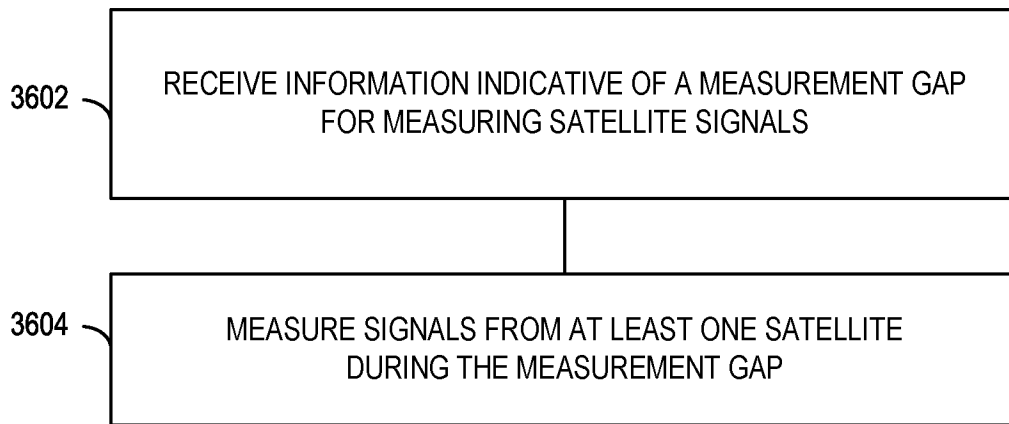 3602
RECEIVE INFORMATION INDICATIVE OF A MEASUREMENT GAP
FOR MEASURING SATELLITE SIGNALS
3604
MEASURE SIGNALS FROM AT LEAST ONE SATELLITE
DURING THE MEASUREMENT GAP